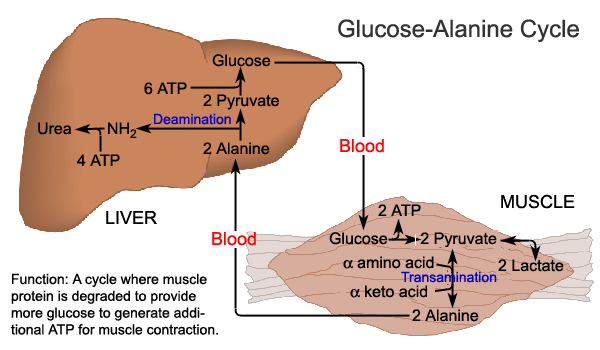 Glucose-Alanine Cycle
Glucose
6 ATP
2 Pyruvate
Deamination
Urea
NH2
2 Alanine
4 ATP
LIVER
Blood
Blood
MUSCLE
2 ATP
Glucose
2 Pyruvate
α amino acid
2 Lactate
Transamination
α keto acid
2 Alanine
Function: A cycle where muscle
protein is degraded to provide
more glucose to generate addi-
tional ATP for muscle contraction.